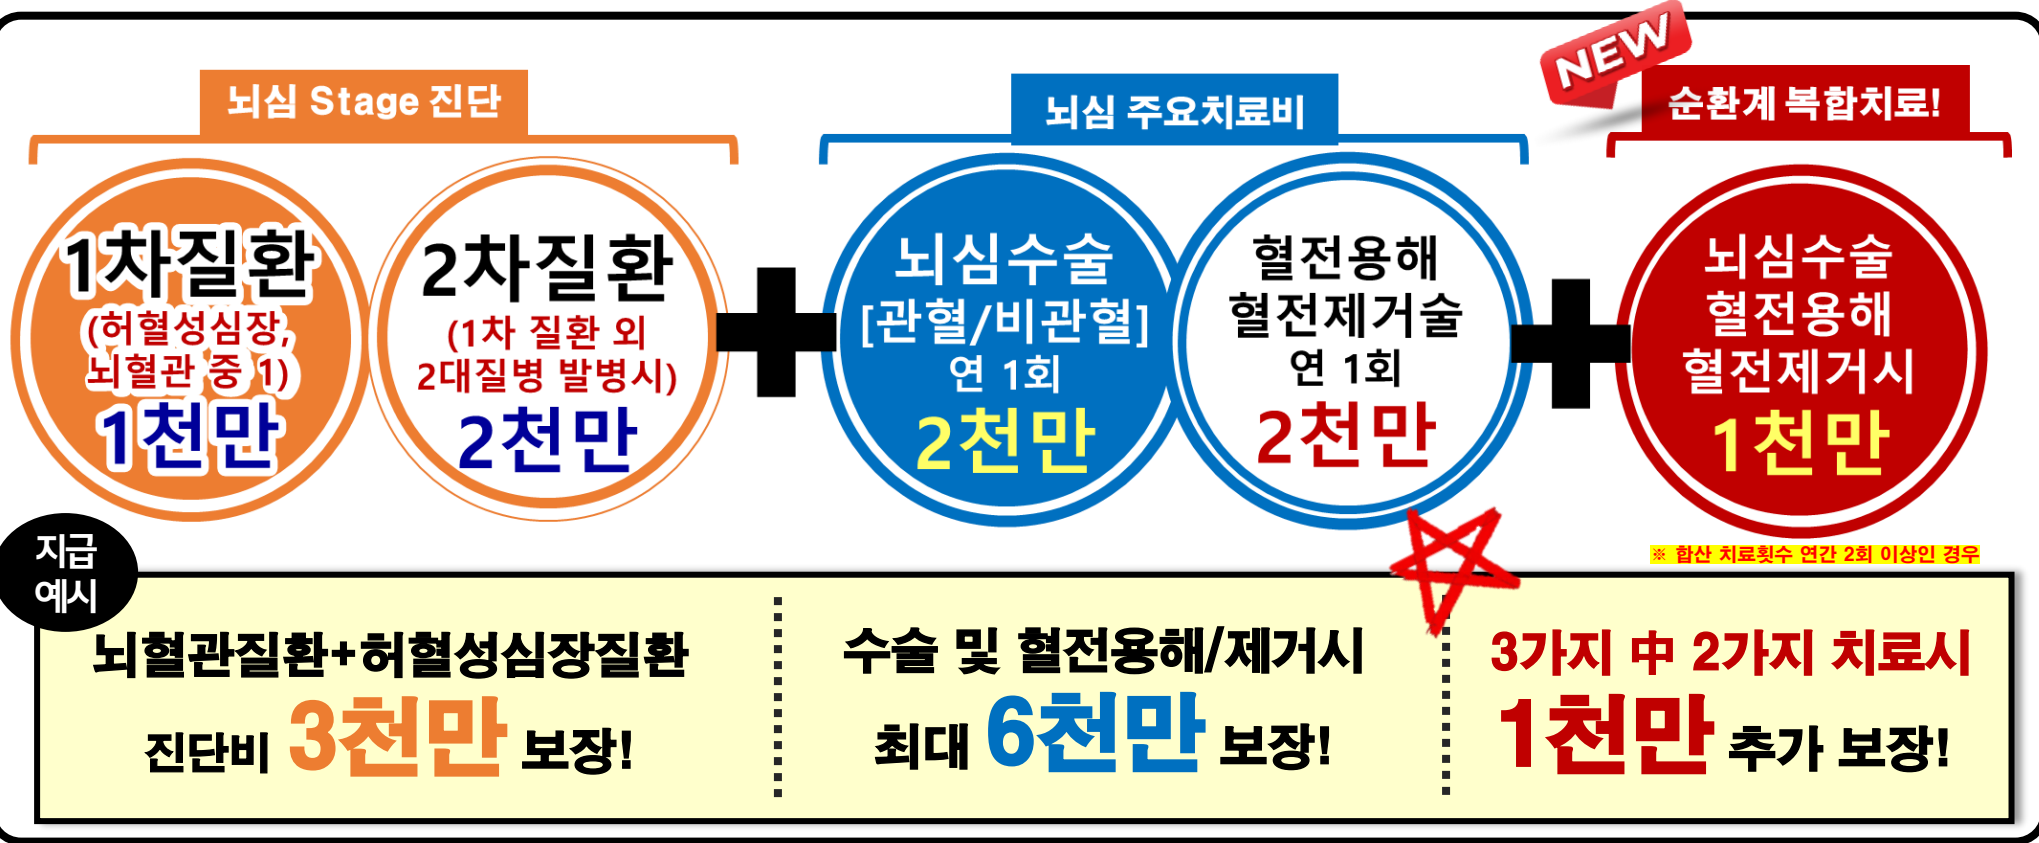 뇌심 Stage 진단
1차질환
(허혈성심장,
뇌혈관 중 1)
1천만
2차질환
(1차 질환 외
2대질병 발병시)
2천만
뇌심 주요치료비
뇌심수술
[관혈/비관혈]
연 1회
2천만
혈전용해
혈전제거술
연 1회
2천만
NEW
순환계 복합치료!
뇌심수술
혈전용해
혈전제거시
1천만
※ 합산 치료횟수 연간 2회 이상인 경우
지급
예시
뇌혈관질환+허혈성심장질환
진단비 3천만 보장!
수술 및 혈전용해/제거시
최대 6천만 보장!
3가지 中 2가지 치료시
1천만 추가 보장!